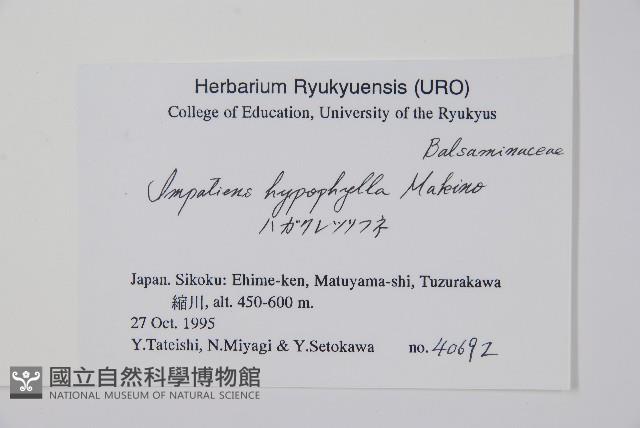 Herbarium Ryukyuensis (URO)
College of Education, University of the Ryukyus
Balsaminaceae
Impatiens hypophylla Makino
ハガクレツリフネ
Japan. Sikoku: Ehime-ken, Matuyama-shi, Tuzurakawa
縮川, alt. 450-600 m.
27 Oct. 1995
Y.Tateishi, N.Miyagi & Y.Setokawa no. 40692
國立自然科學博物館
NATIONAL MUSEUM OF NATURAL SCIENCE